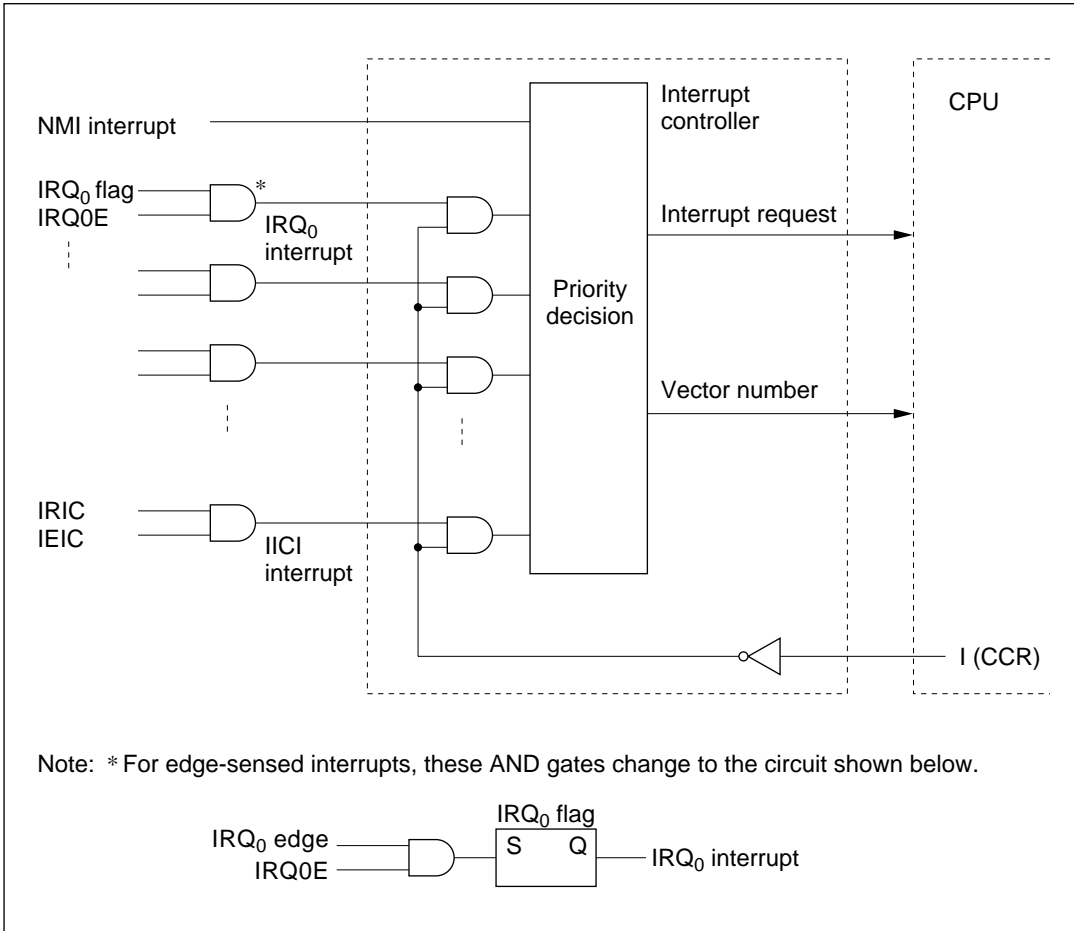 NMI interrupt
IRQ0 flag
IRQ0E
*
IRQ0
interrupt
IRIC
IEIC
IICI
interrupt
Priority
decision
Interrupt
controller
CPU
Interrupt request
Vector number
I (CCR)
Note: * For edge-sensed interrupts, these AND gates change to the circuit shown below.
IRQ0 flag
IRQ0 edge
IRQ0E
S Q
IRQ0 interrupt